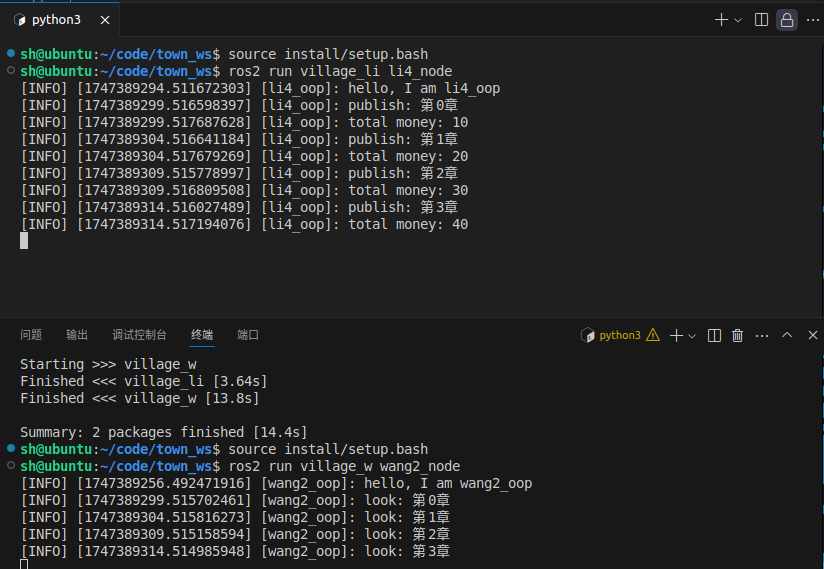 python3
sh@ubuntu:~/code/town_ws$ source install/setup.bash
sh@ubuntu:~/code/town_ws$ ros2 run village_li li4_node
[INFO] [1747389294.511672303] [li4_oop]: hello, I am li4_oop
[INFO] [1747389299.516598397] [li4_oop]: publish: 第0章
[INFO] [1747389299.517687628] [li4_oop]: total money: 10
[INFO] [1747389304.516641184] [li4_oop]: publish: 第1章
[INFO] [1747389304.517679269] [li4_oop]: total money: 20
[INFO] [1747389309.515778997] [li4_oop]: publish: 第2章
[INFO] [1747389309.516809508] [li4_oop]: total money: 30
[INFO] [1747389314.516027489] [li4_oop]: publish: 第3章
[INFO] [1747389314.517194076] [li4_oop]: total money: 40
问题 输出 调试控制台 终端 端口 python3
Starting >>> village_w
Finished <<< village_li [3.64s]
Finished <<< village_w [13.8s]
Summary: 2 packages finished [14.4s]
sh@ubuntu:~/code/town_ws$ source install/setup.bash
sh@ubuntu:~/code/town_ws$ ros2 run village_w wang2_node
[INFO] [1747389256.492471916] [wang2_oop]: hello, I am wang2_oop
[INFO] [1747389299.515702461] [wang2_oop]: look: 第0章
[INFO] [1747389304.515816273] [wang2_oop]: look: 第1章
[INFO] [1747389309.515158594] [wang2_oop]: look: 第2章
[INFO] [1747389314.514985948] [wang2_oop]: look: 第3章